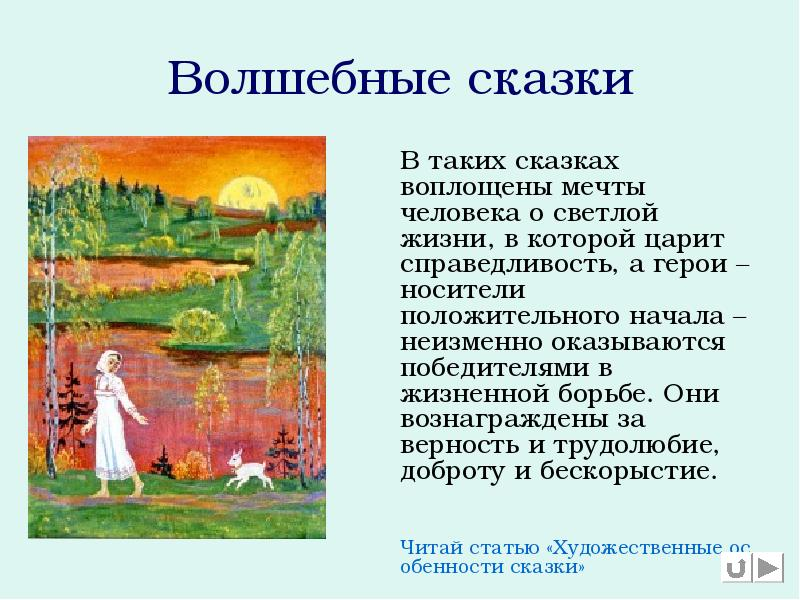 Волшебные сказки
В таких сказках
воплощены мечты
человека о светлой
жизни, в которой царит
справедливость, а герои –
носители
положительного начала –
неизменно оказываются
победителями в
жизненной борьбе. Они
вознаграждены за
верность и трудолюбие,
доброту и бескорыстие.
Читай статью «Художественные ос
обенности сказки»